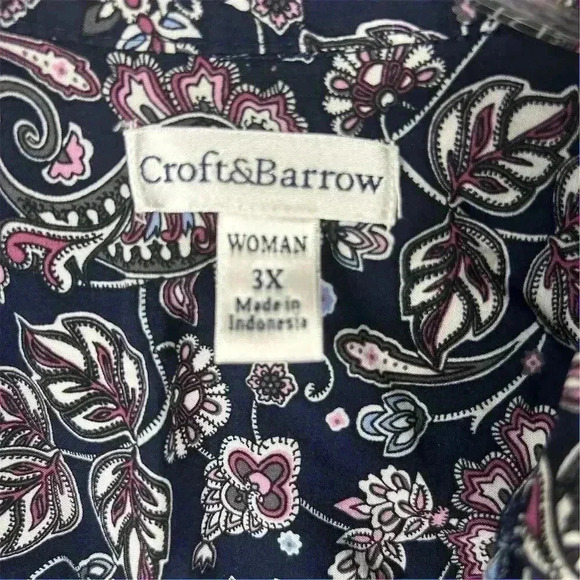 Croft&Barrow
WOMAN
3X
Made in
Indonesia